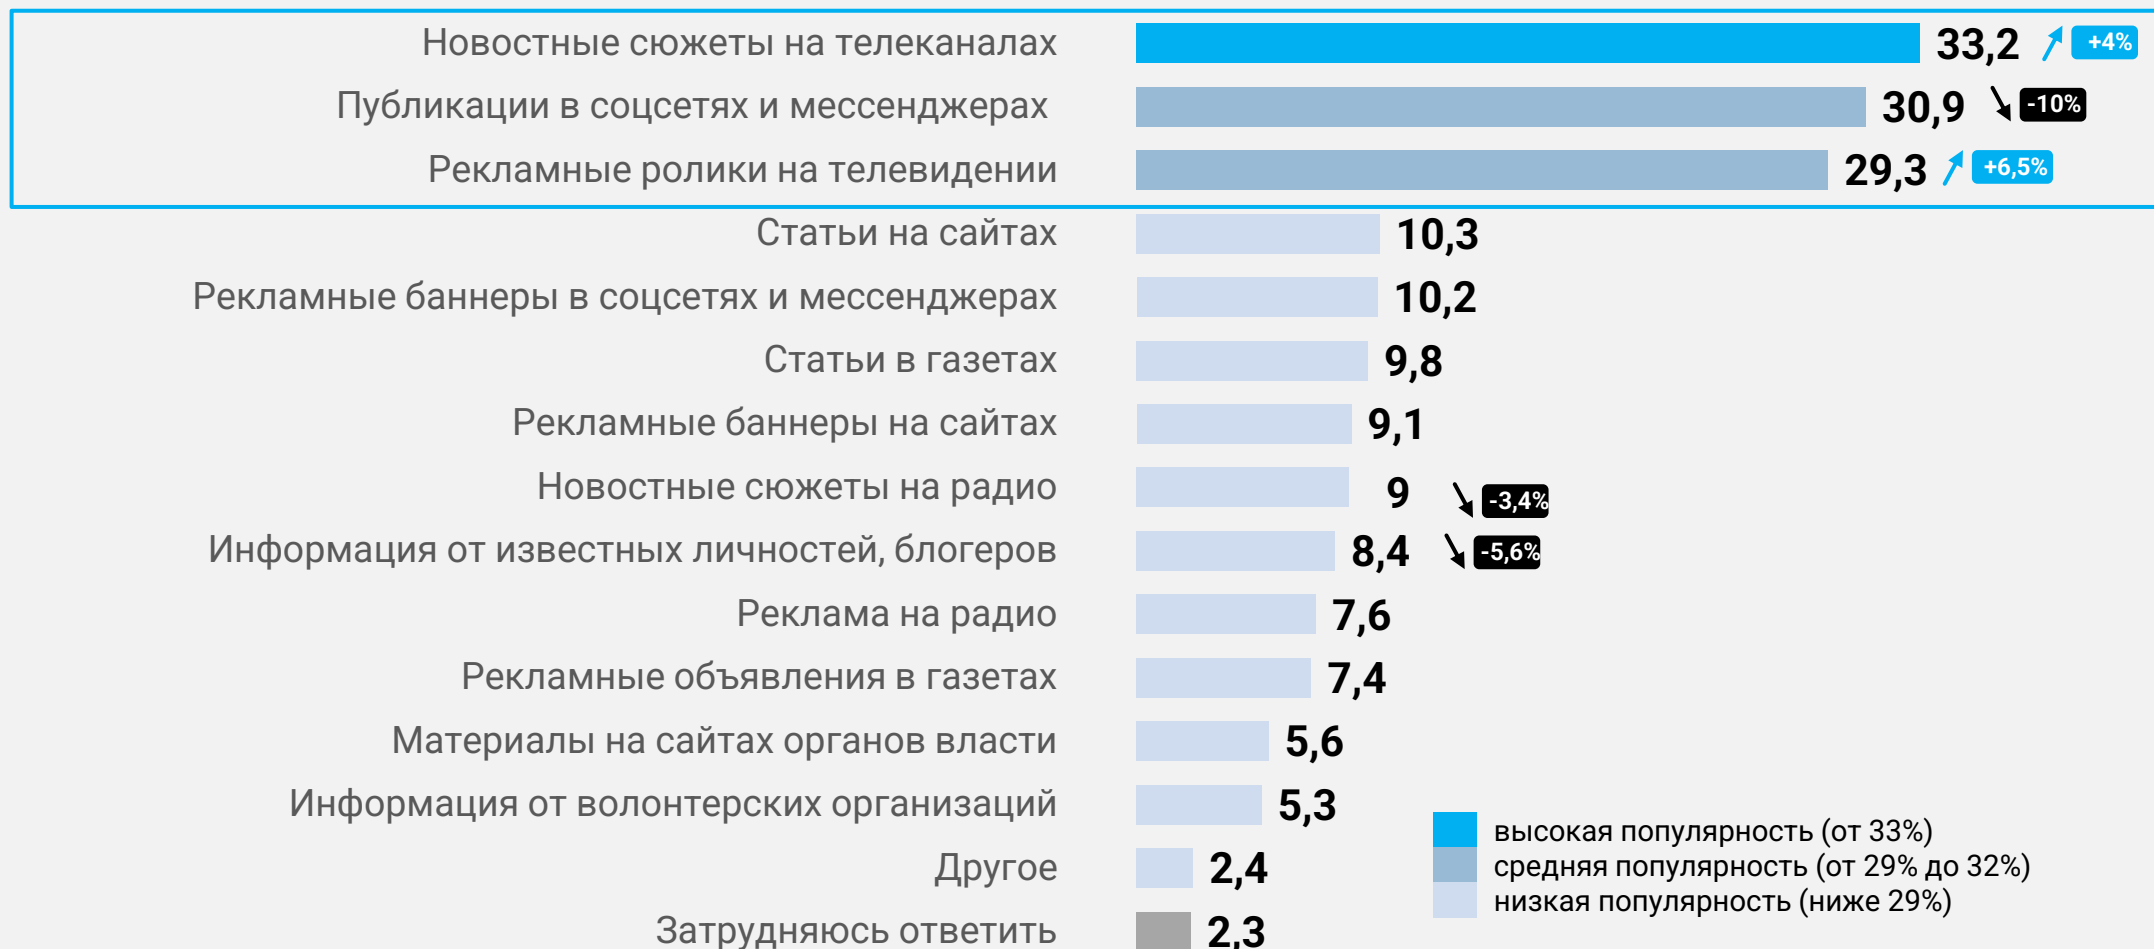 Новостные сюжеты на телеканалах 33,2 +4%
Публикации в соцсетях и мессенджерах 30,9 -10%
Рекламные ролики на телевидении 29,3 +6,5%
Статьи на сайтах 10,3
Рекламные баннеры в соцсетях и мессенджерах 10,2
Статьи в газетах 9,8
Рекламные баннеры на сайтах 9,1
Новостные сюжеты на радио 9 -3,4%
Информация от известных личностей, блогеров 8,4 -5,6%
Реклама на радио 7,6
Рекламные объявления в газетах 7,4
Материалы на сайтах органов власти 5,6
Информация от волонтерских организаций 5,3
Другое 2,4
Затрудняюсь ответить 2,3
высокая популярность (от 33%)
средняя популярность (от 29% до 32%)
низкая популярность (ниже 29%)